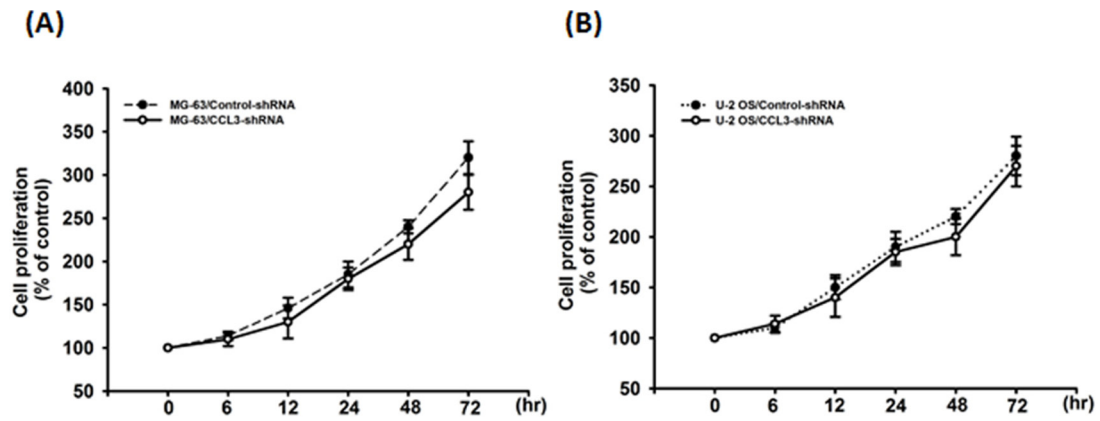 (A)
Cell proliferation
(% of control)
400
350
300
250
200
150
100
50
MG-63/Control-shRNA
MG-63/CCL3-shRNA
0 6 12 24 48 72 (hr)
(B)
Cell proliferation
(% of control)
350
300
250
200
150
100
50
U-2 OS/Control-shRNA
U-2 OS/CCL3-shRNA
0 6 12 24 48 72 (hr)